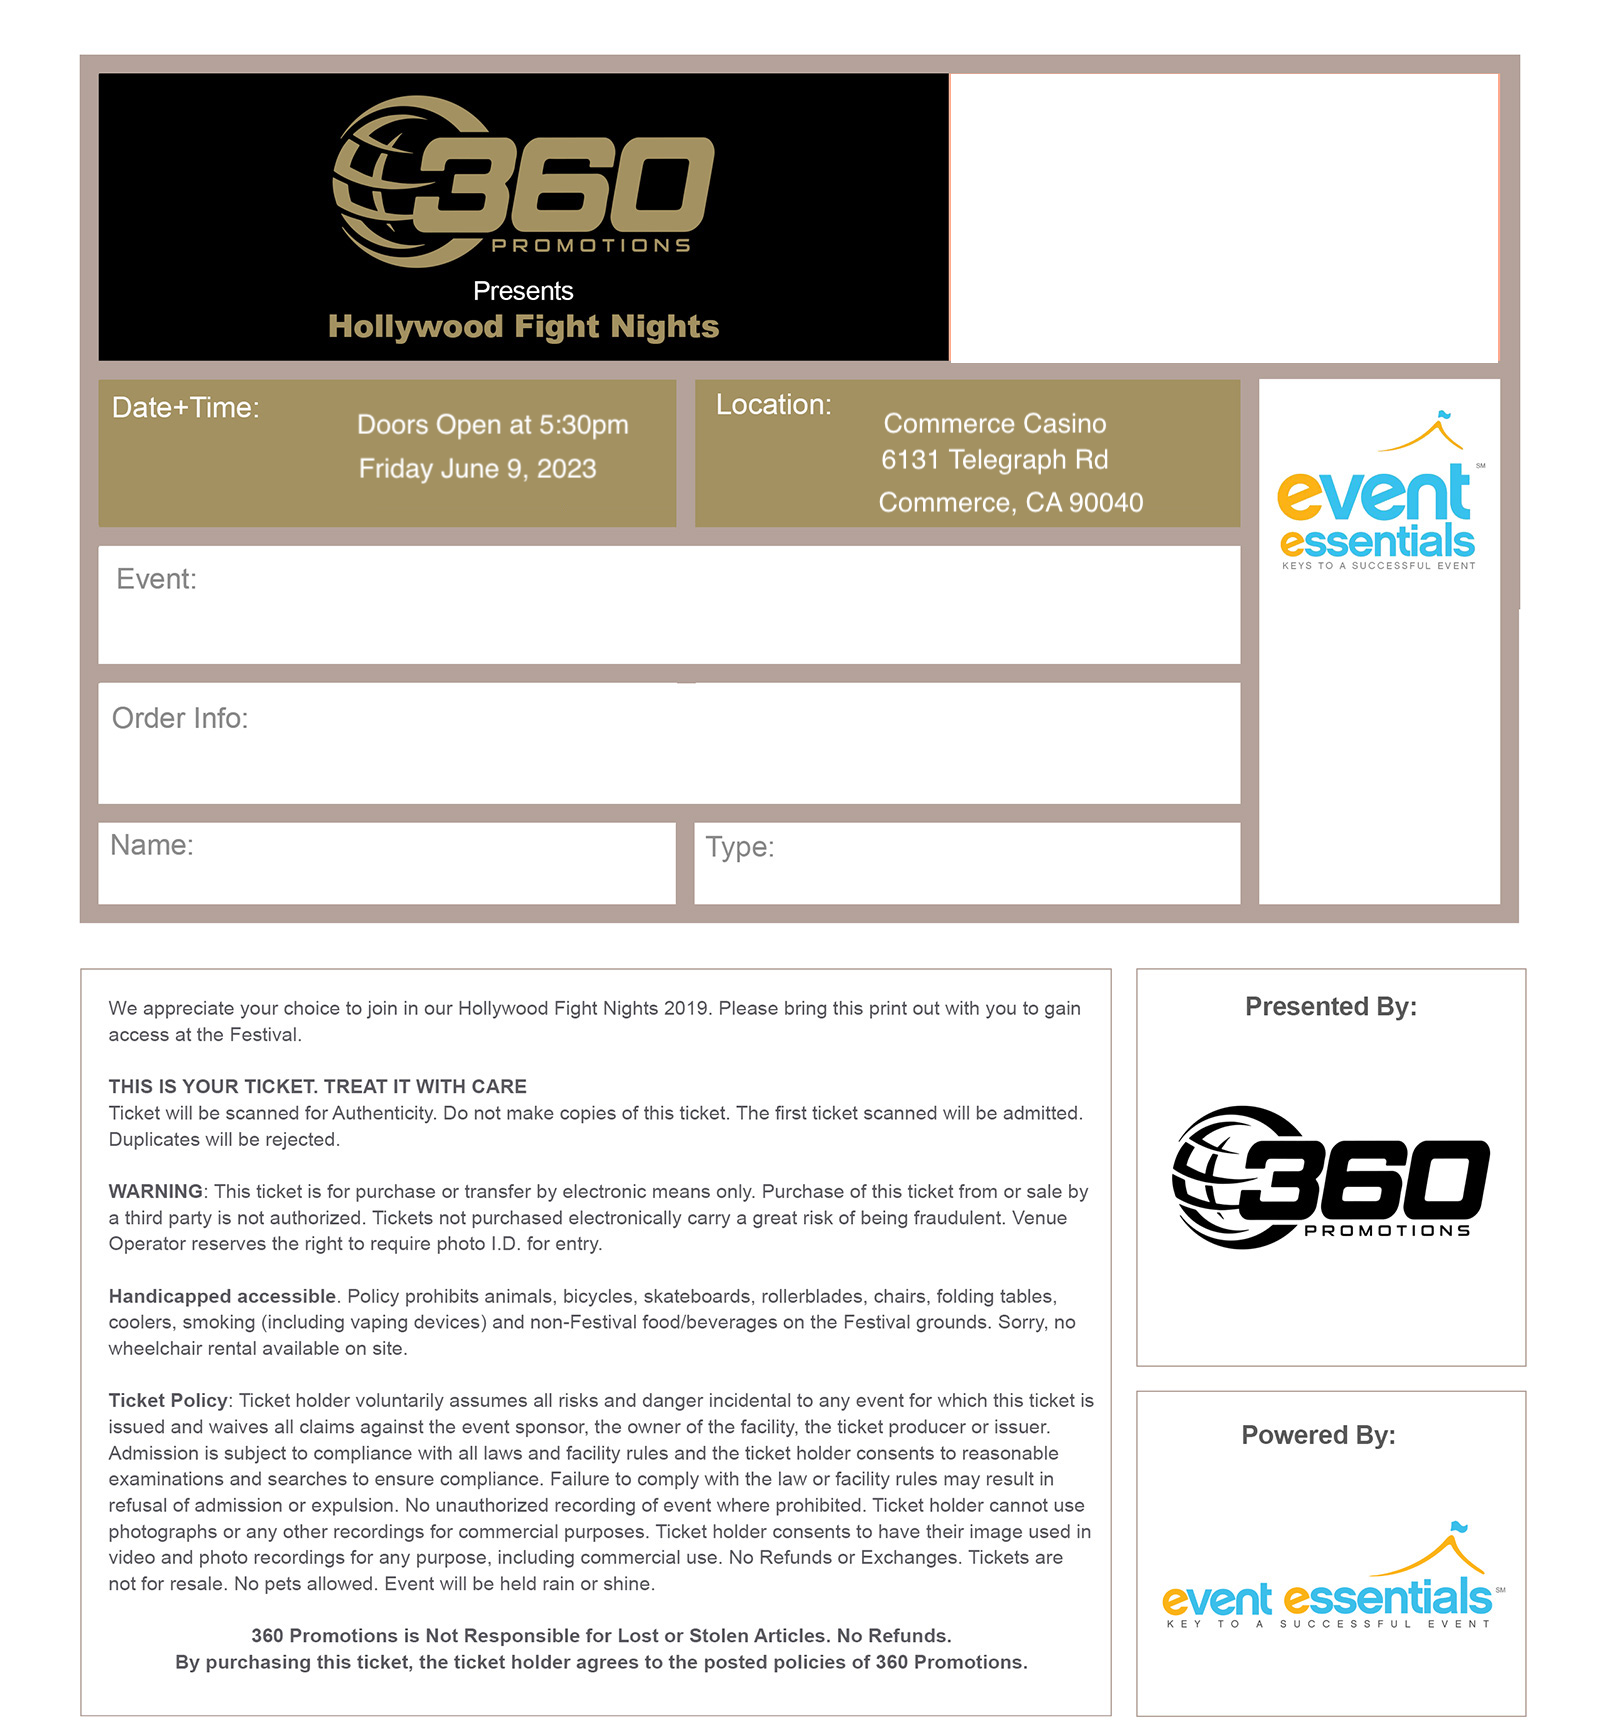 360
PROMOTIONS
Presents
Hollywood Fight Nights
Date+Time:
Doors Open at 5:30pm
Friday June 9, 2023
Location:
Commerce Casino
6131 Telegraph Rd
Commerce, CA 90040
event SM
essentials
KEYS TO A SUCCESSFUL EVENT
Event:
Order Info:
Name:
Type:
We appreciate your choice to join in our Hollywood Fight Nights 2019. Please bring this print out with you to gain
access at the Festival.
THIS IS YOUR TICKET. TREAT IT WITH CARE
Ticket will be scanned for Authenticity. Do not make copies of this ticket. The first ticket scanned will be admitted.
Duplicates will be rejected.
WARNING: This ticket is for purchase or transfer by electronic means only. Purchase of this ticket from or sale by
a third party is not authorized. Tickets not purchased electronically carry a great risk of being fraudulent. Venue
Operator reserves the right to require photo I.D. for entry.
Handicapped accessible. Policy prohibits animals, bicycles, skateboards, rollerblades, chairs, folding tables,
coolers, smoking (including vaping devices) and non-Festival food/beverages on the Festival grounds. Sorry, no
wheelchair rental available on site.
Ticket Policy: Ticket holder voluntarily assumes all risks and danger incidental to any event for which this ticket is
issued and waives all claims against the event sponsor, the owner of the facility, the ticket producer or issuer.
Admission is subject to compliance with all laws and facility rules and the ticket holder consents to reasonable
examinations and searches to ensure compliance. Failure to comply with the law or facility rules may result in
refusal of admission or expulsion. No unauthorized recording of event where prohibited. Ticket holder cannot use
photographs or any other recordings for commercial purposes. Ticket holder consents to have their image used in
video and photo recordings for any purpose, including commercial use. No Refunds or Exchanges. Tickets are
not for resale. No pets allowed. Event will be held rain or shine.
360 Promotions is Not Responsible for Lost or Stolen Articles. No Refunds.
By purchasing this ticket, the ticket holder agrees to the posted policies of 360 Promotions.
Presented By:
360
PROMOTIONS
Powered By:
event essentials SM
KEY TO A SUCCESSFUL EVENT